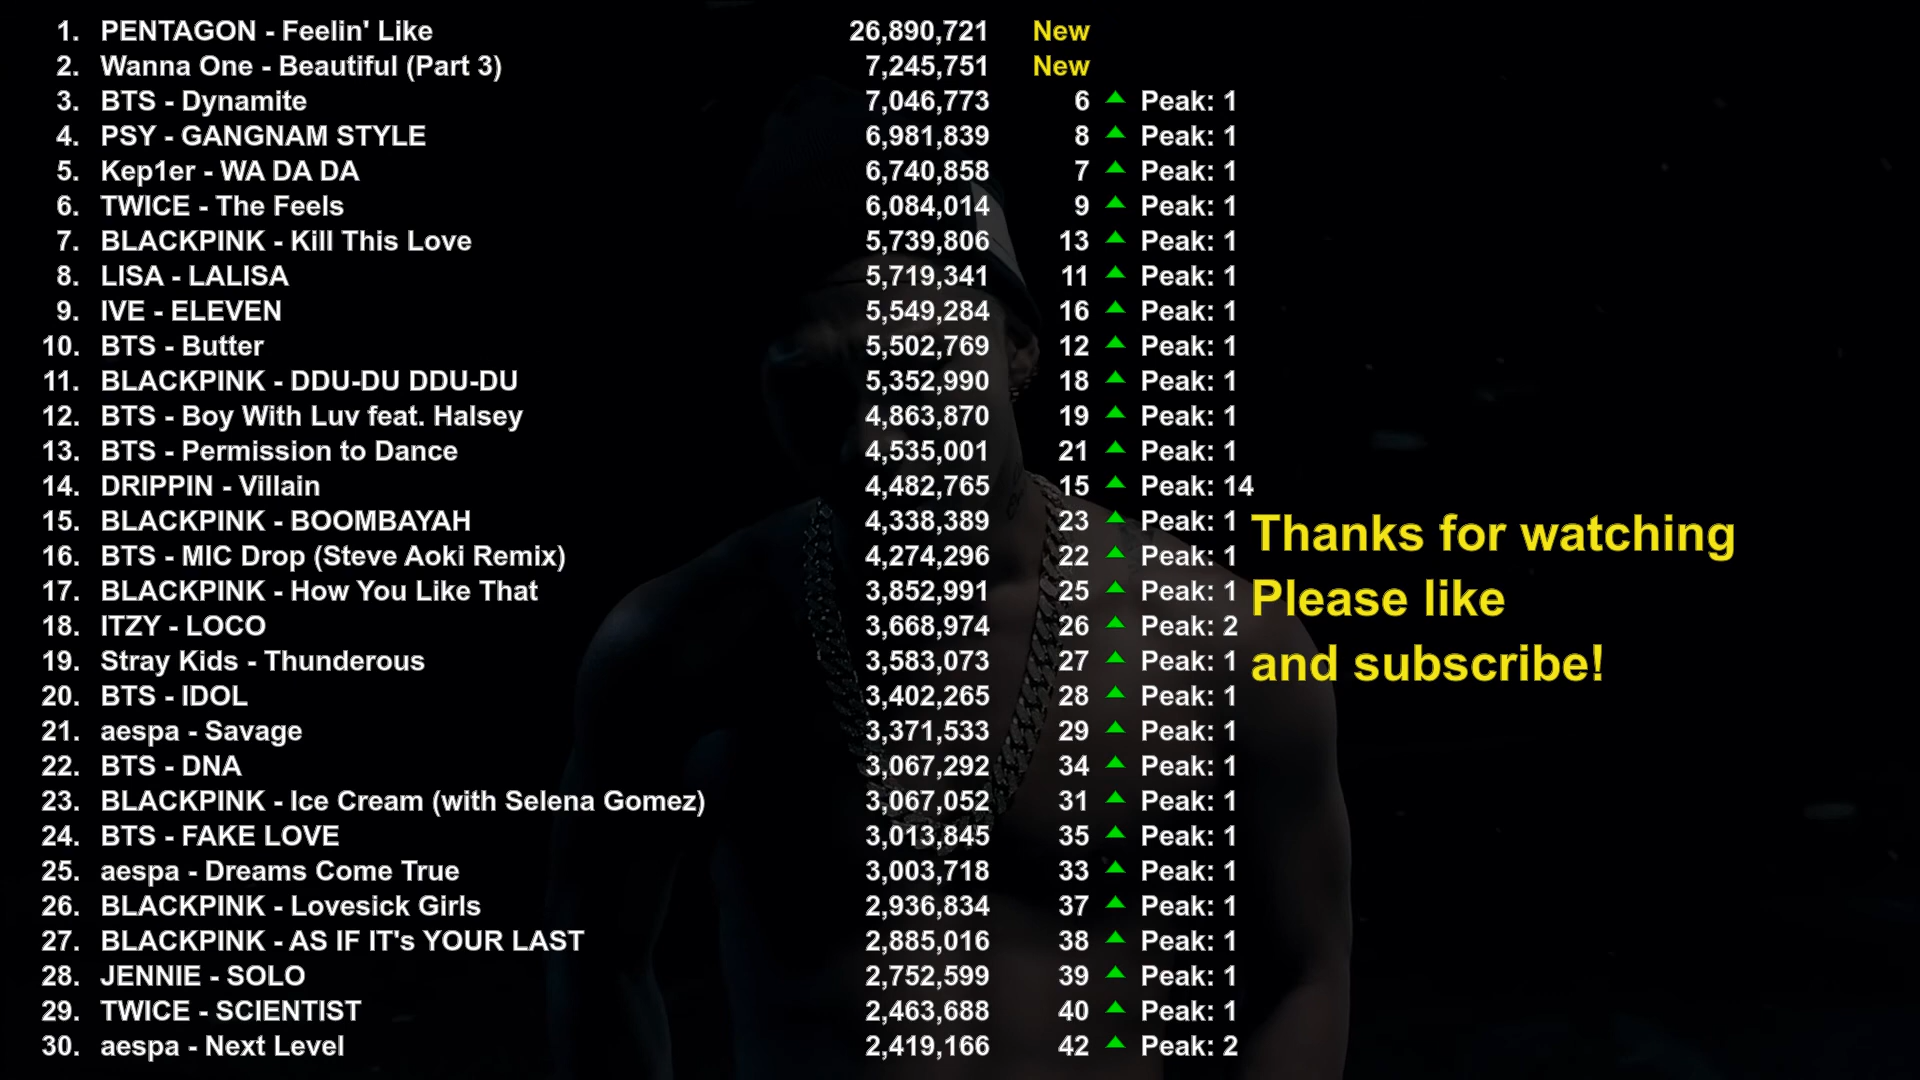 1. PENTAGON - Feelin' Like 26,890,721 New
2. Wanna One - Beautiful (Part 3) 7,245,751 New
3. BTS - Dynamite 7,046,773 6 Peak: 1
4. PSY - GANGNAM STYLE 6,981,839 8 Peak: 1
5. Kep1er - WA DA DA 6,740,858 7 Peak: 1
6. TWICE - The Feels 6,084,014 9 Peak: 1
7. BLACKPINK - Kill This Love 5,739,806 13 Peak: 1
8. LISA - LALISA 5,719,341 11 Peak: 1
9. IVE - ELEVEN 5,549,284 16 Peak: 1
10. BTS - Butter 5,502,769 12 Peak: 1
11. BLACKPINK - DDU-DU DDU-DU 5,352,990 18 Peak: 1
12. BTS - Boy With Luv feat. Halsey 4,863,870 19 Peak: 1
13. BTS - Permission to Dance 4,535,001 21 Peak: 1
14. DRIPPIN - Villain 4,482,765 15 Peak: 14
15. BLACKPINK - BOOMBAYAH 4,338,389 23 Peak: 1
16. BTS - MIC Drop (Steve Aoki Remix) 4,274,296 22 Peak: 1
17. BLACKPINK - How You Like That 3,852,991 25 Peak: 1
18. ITZY - LOCO 3,668,974 26 Peak: 2
19. Stray Kids - Thunderous 3,583,073 27 Peak: 1
20. BTS - IDOL 3,402,265 28 Peak: 1
21. aespa - Savage 3,371,533 29 Peak: 1
22. BTS - DNA 3,067,292 34 Peak: 1
23. BLACKPINK - Ice Cream (with Selena Gomez) 3,067,052 31 Peak: 1
24. BTS - FAKE LOVE 3,013,845 35 Peak: 1
25. aespa - Dreams Come True 3,003,718 33 Peak: 1
26. BLACKPINK - Lovesick Girls 2,936,834 37 Peak: 1
27. BLACKPINK - AS IF IT's YOUR LAST 2,885,016 38 Peak: 1
28. JENNIE - SOLO 2,752,599 39 Peak: 1
29. TWICE - SCIENTIST 2,463,688 40 Peak: 1
30. aespa - Next Level 2,419,166 42 Peak: 2
Thanks for watching
Please like
and subscribe!